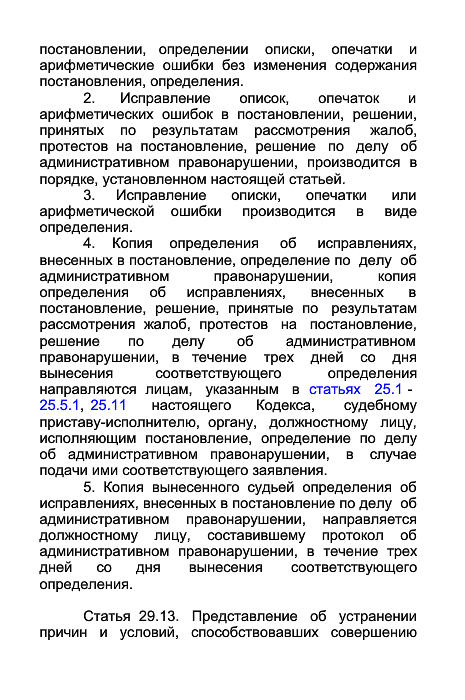 постановлении, определении описки, опечатки и
арифметические ошибки без изменения содержания
постановления, определения.
2. Исправление описок, опечаток и
арифметических ошибок в постановлении, решении,
принятых по результатам рассмотрения жалоб,
протестов на постановление, решение по делу об
административном правонарушении, производится в
порядке, установленном настоящей статьей.
3. Исправление описки, опечатки или
арифметической ошибки производится в виде
определения.
4. Копия определения об исправлениях,
внесенных в постановление, определение по делу об
административном правонарушении, копия
определения об исправлениях, внесенных в
постановление, решение, принятые по результатам
рассмотрения жалоб, протестов на постановление,
решение по делу об административном
правонарушении, в течение трех дней со дня
вынесения соответствующего определения
направляются лицам, указанным в статьях 25.1 -
25.5.1, 25.11 настоящего Кодекса, судебному
приставу-исполнителю, органу, должностному лицу,
исполняющим постановление, определение по делу
об административном правонарушении, в случае
подачи ими соответствующего заявления.
5. Копия вынесенного судьей определения об
исправлениях, внесенных в постановление по делу об
административном правонарушении, направляется
должностному лицу, составившему протокол об
административном правонарушении, в течение трех
дней со дня вынесения соответствующего
определения.
Статья 29.13. Представление об устранении
причин и условий, способствовавших совершению